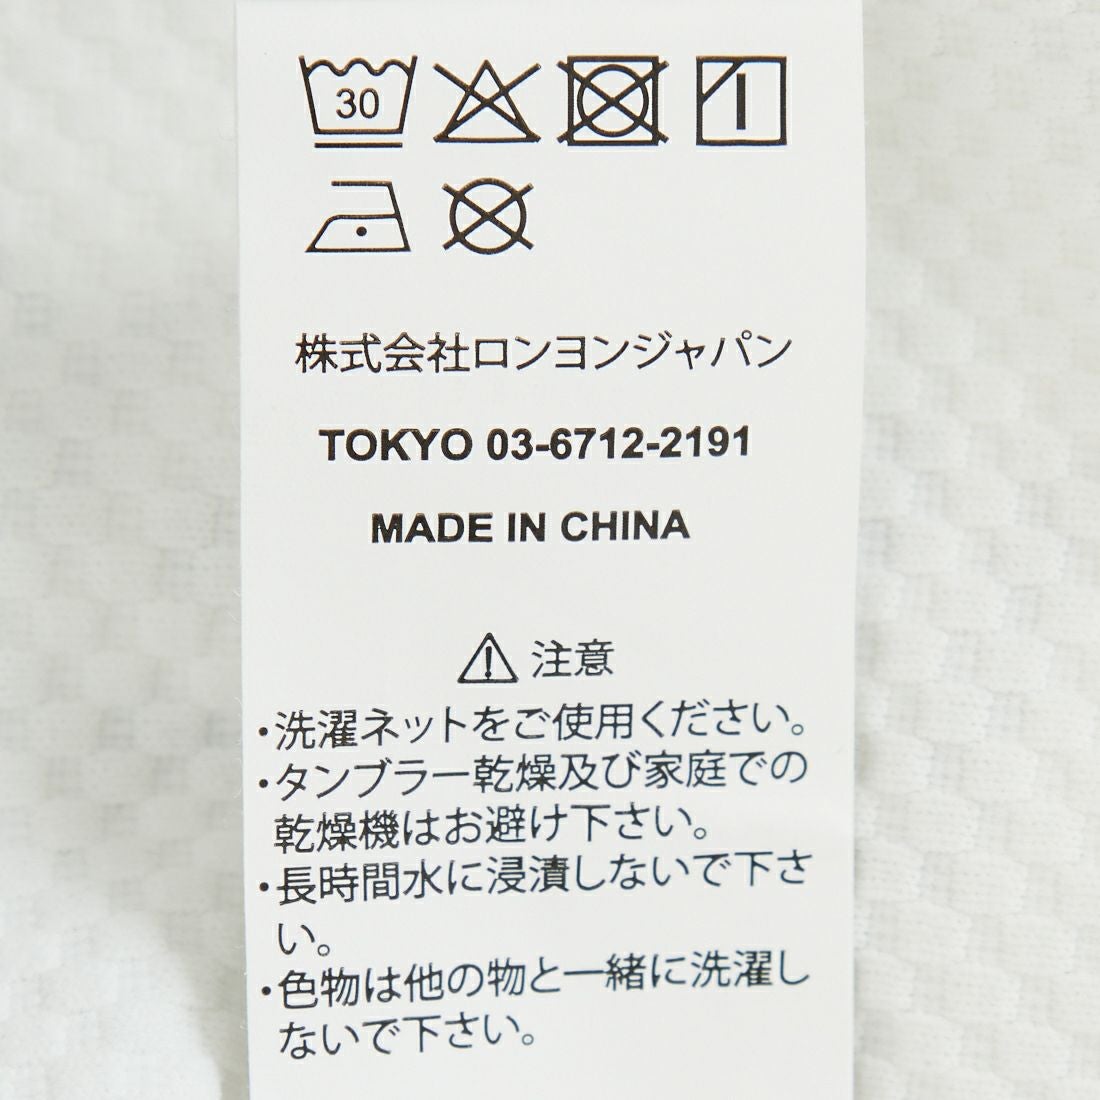 30
株式会社ロンヨンジャパン
TOKYO 03-6712-2191
MADE IN CHINA
注意
・洗濯ネットをご使用ください。
・タンブラー乾燥及び家庭での
乾燥機はお避け下さい。
・長時間水に浸漬しないで下さ
い。
・色物は他の物と一緒に洗濯し
ないで下さい。